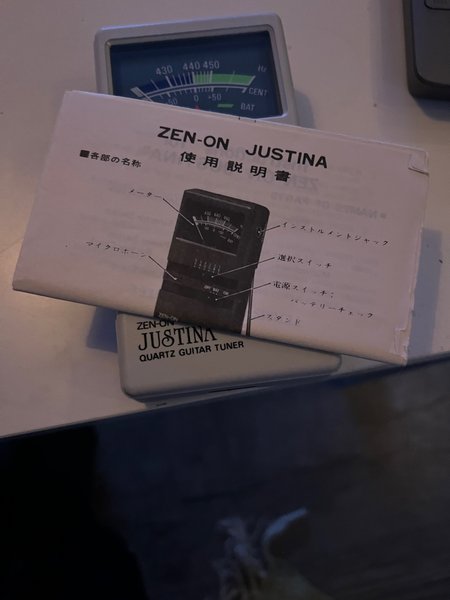 430 440 450
Hz
CENT
0 +50
BAT
ZEN-ON JUSTINA
使用説明書
■各部の名称
メーター
インストルメントジャック
選択スイッチ
マイクロホーン
電源スイッチ:
バッテリーチェック
スタンド
ZEN-ON
JUSTINA
QUARTZ GUITAR TUNER